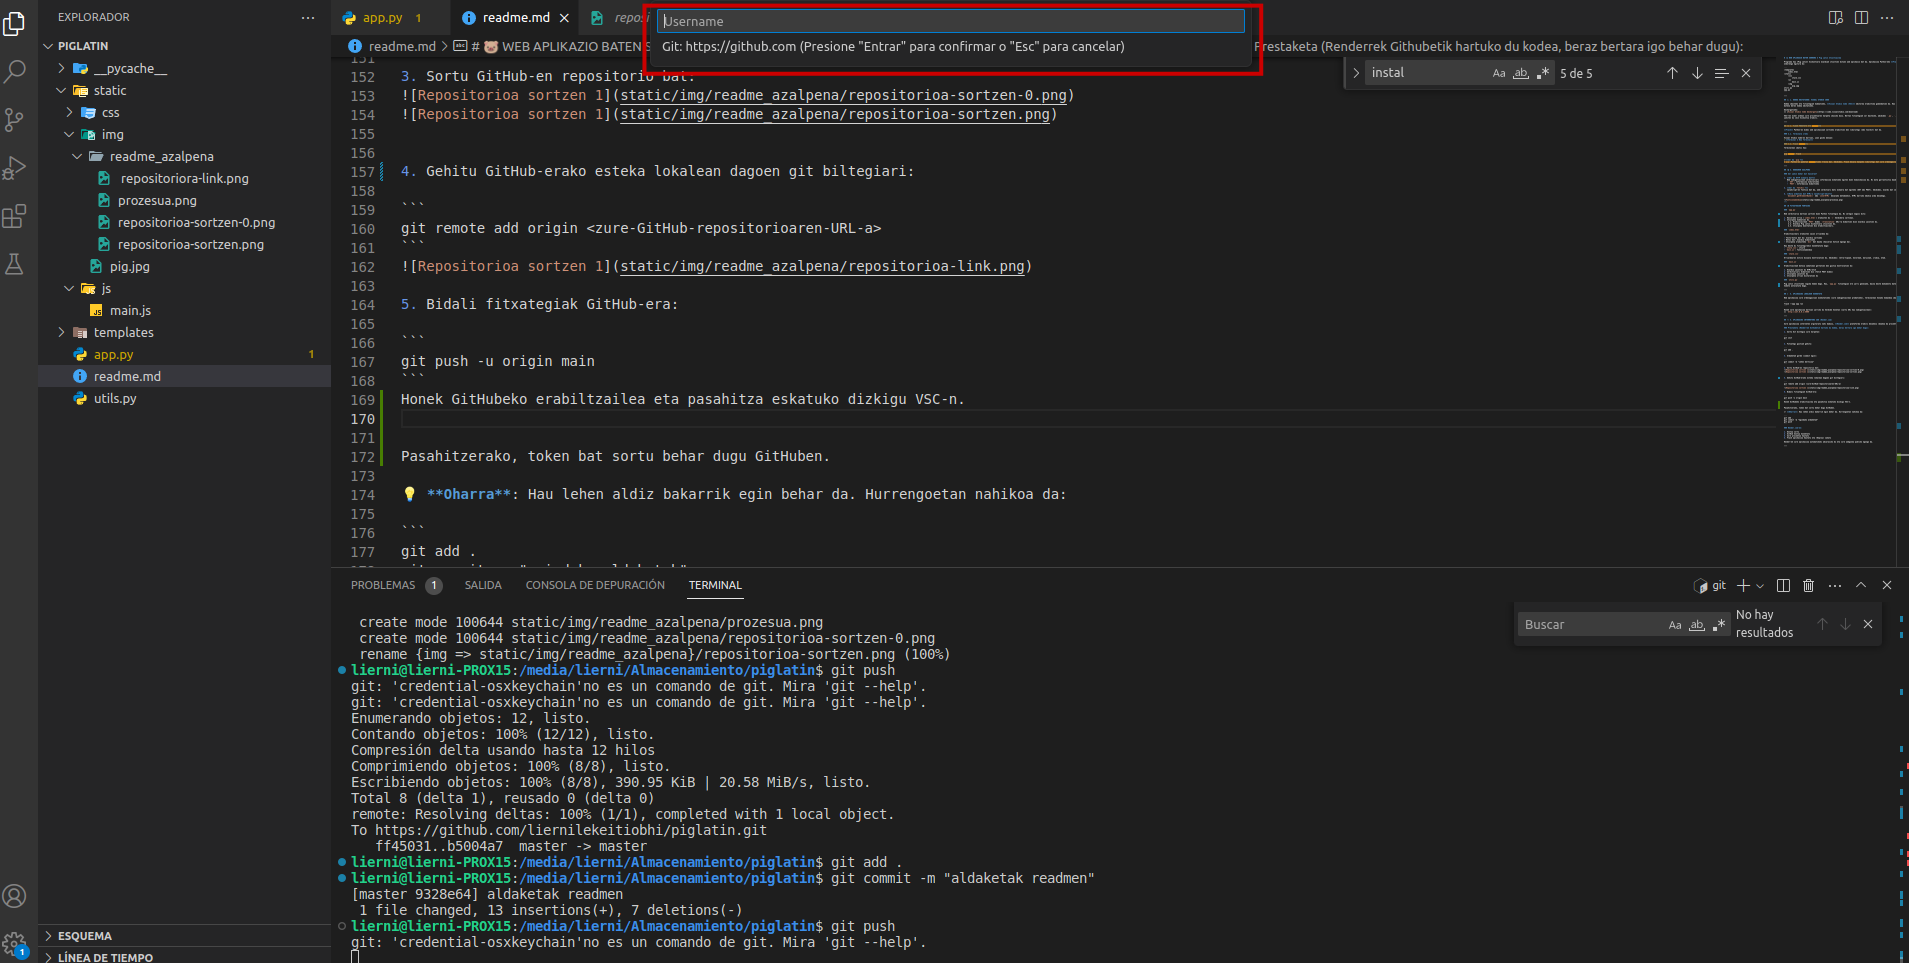 EXPLORADOR
PIGLATIN
__pycache__
static
css
img
readme_azalpena
repositoriora-link.png
prozesua.png
repositorioa-sortzen-0.png
repositorioa-sortzen.png
pig.jpg
js
main.js
templates
app.py 1
readme.md
utils.py
ESQUEMA
LÍNEA DE TIEMPO
1
app.py 1
readme.md
reposi
Username
Git: https://github.com (Presione "Entrar" para confirmar o "Esc" para cancelar)
readme.md > # 🐷 WEB APLIKAZIO BATEN S
Prestaketa (Renderrek Githubetik hartuko du kodea, beraz bertara igo behar dugu):
instal
Aa ab .*
5 de 5
151
152 3. Sortu GitHub-en repositorio bat:
153 ![Repositorioa sortzen 1](static/img/readme_azalpena/repositorioa-sortzen-0.png)
154 ![Repositorioa sortzen 1](static/img/readme_azalpena/repositorioa-sortzen.png)
155
156
157 4. Gehitu GitHub-erako esteka lokalean dagoen git biltegiari:
158
159 ```
160 git remote add origin <zure-GitHub-repositorioaren-URL-a>
161 ```
162 ![Repositorioa sortzen 1](static/img/readme_azalpena/repositorioa-link.png)
163
164 5. Bidali fitxategiak GitHub-era:
165
166 ```
167 git push -u origin main
168 ```
169 Honek GitHubeko erabiltzailea eta pasahitza eskatuko dizkigu VSC-n.
170
171
172 Pasahitzerako, token bat sortu behar dugu GitHuben.
173
174 💡 **Oharra**: Hau lehen aldiz bakarrik egin behar da. Hurrengoetan nahikoa da:
175
176 ```
177 git add .
PROBLEMAS 1
SALIDA
CONSOLA DE DEPURACIÓN
TERMINAL
git
Buscar
Aa ab .*
No hay
resultados
create mode 100644 static/img/readme_azalpena/prozesua.png
create mode 100644 static/img/readme_azalpena/repositorioa-sortzen-0.png
rename {img => static/img/readme_azalpena}/repositorioa-sortzen.png (100%)
lierni@lierni-PROX15:/media/lierni/Almacenamiento/piglatin$ git push
git: 'credential-osxkeychain'no es un comando de git. Mira 'git --help'.
git: 'credential-osxkeychain'no es un comando de git. Mira 'git --help'.
Enumerando objetos: 12, listo.
Contando objetos: 100% (12/12), listo.
Compresión delta usando hasta 12 hilos
Comprimiendo objetos: 100% (8/8), listo.
Escribiendo objetos: 100% (8/8), 390.95 KiB | 20.58 MiB/s, listo.
Total 8 (delta 1), reusado 0 (delta 0)
remote: Resolving deltas: 100% (1/1), completed with 1 local object.
To https://github.com/liernilekeitiobhi/piglatin.git
ff45031..b5004a7 master -> master
lierni@lierni-PROX15:/media/lierni/Almacenamiento/piglatin$ git add .
lierni@lierni-PROX15:/media/lierni/Almacenamiento/piglatin$ git commit -m "aldaketak readmen"
[master 9328e64] aldaketak readmen
1 file changed, 13 insertions(+), 7 deletions(-)
lierni@lierni-PROX15:/media/lierni/Almacenamiento/piglatin$ git push
git: 'credential-osxkeychain'no es un comando de git. Mira 'git --help'.